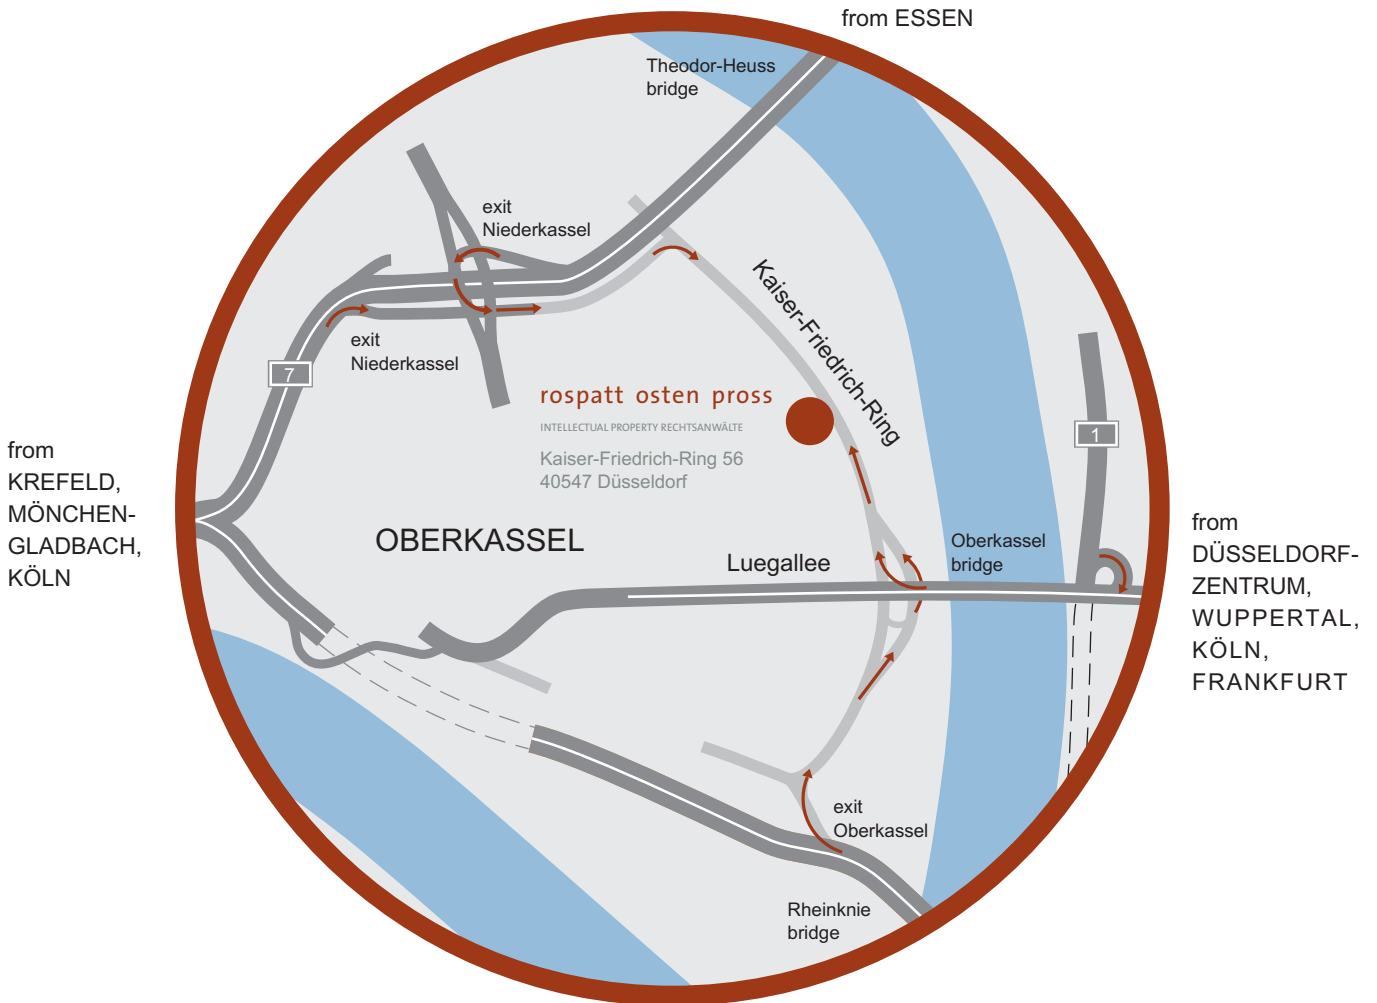 from ESSEN
Theodor-Heuss
bridge
exit
Niederkassel
Kaiser-Friedrich-Ring
exit
Niederkassel
7
rospatt osten pross
INTELLECTUAL PROPERTY RECHTSANWÄLTE
Kaiser-Friedrich-Ring 56
40547 Düsseldorf
1
from
KREFELD,
MÖNCHEN-
GLADBACH,
KÖLN
OBERKASSEL
Luegallee
Oberkassel
bridge
from
DÜSSELDORF-
ZENTRUM,
WUPPERTAL,
KÖLN,
FRANKFURT
exit
Oberkassel
Rheinknie
bridge